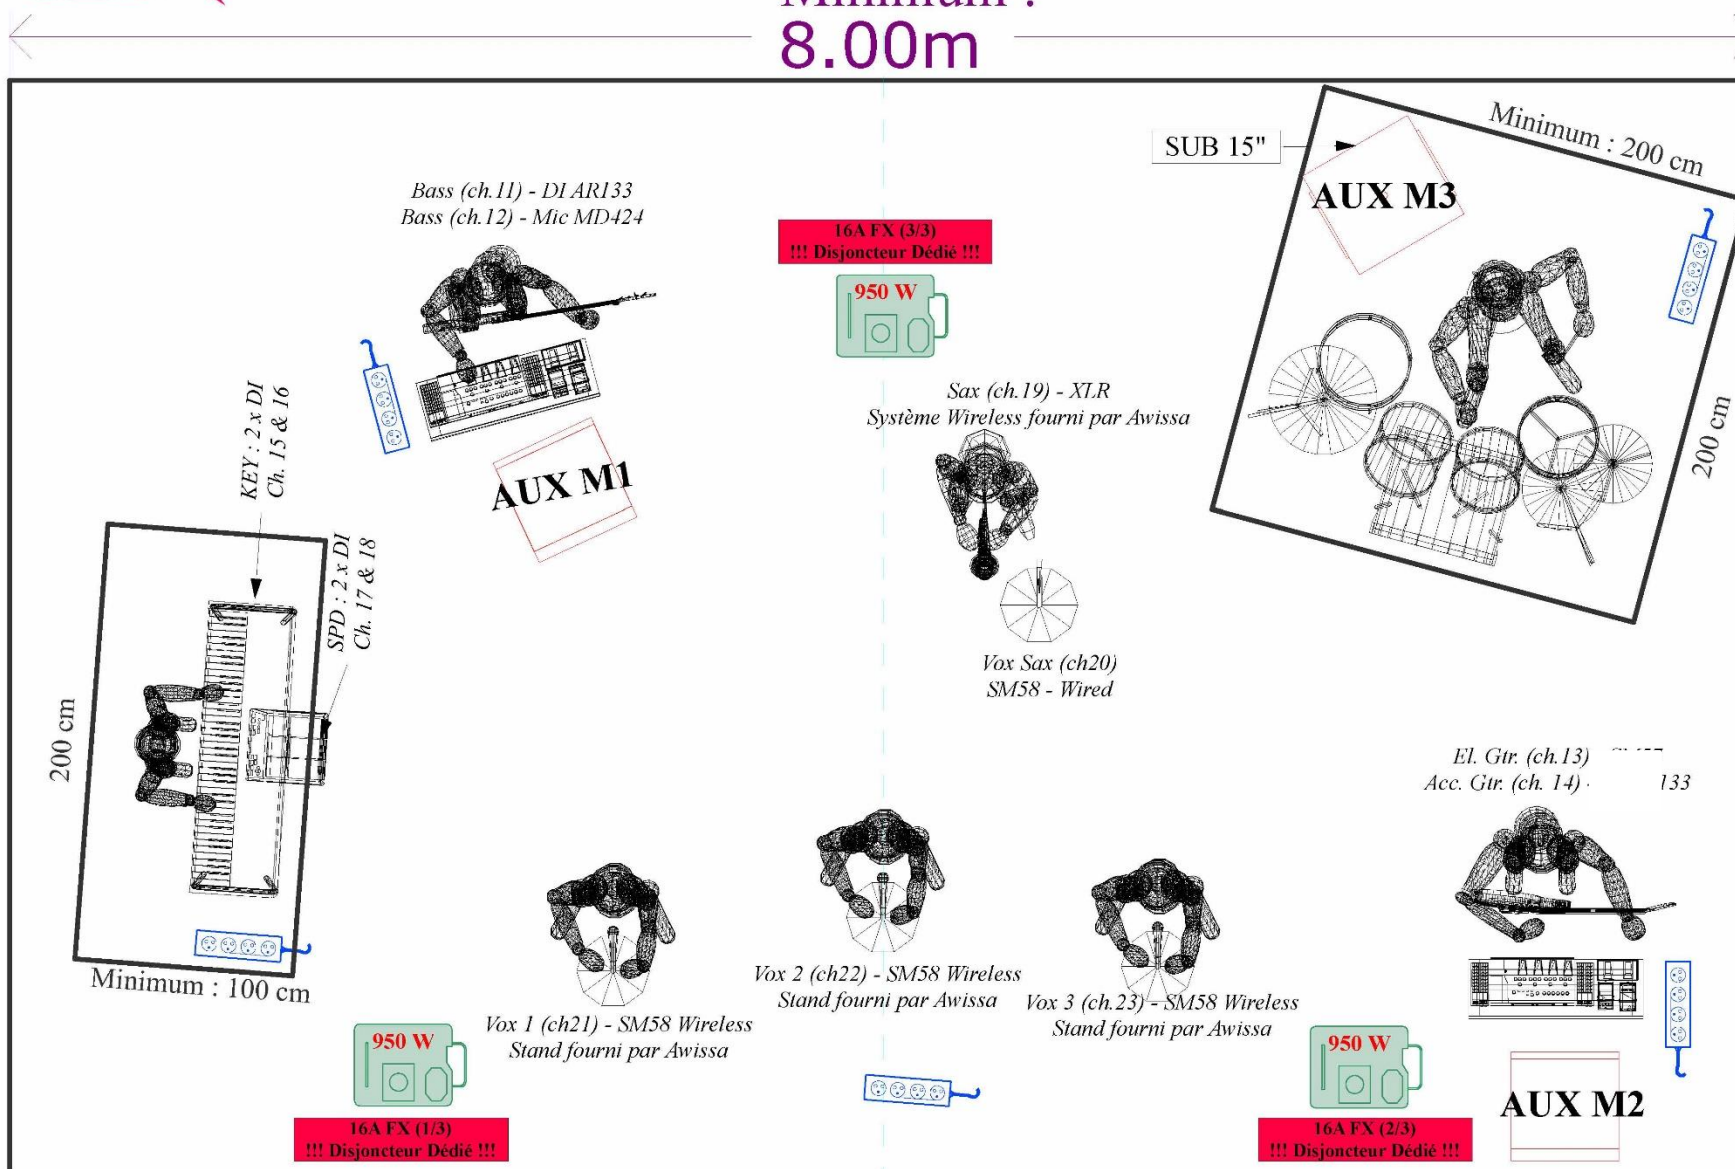 Minimum :
8.00m
SUB 15"
Minimum : 200 cm
AUX M3
200 cm
Bass (ch.11) - DI AR133
Bass (ch.12) - Mic MD424
16A FX (3/3)
!!! Disjoncteur Dédié !!!
950 W
Sax (ch.19) - XLR
Système Wireless fourni par Awissa
KEY : 2 x DI
Ch. 15 & 16
AUX M1
SPD : 2 x DI
Ch. 17 & 18
Vox Sax (ch20)
SM58 - Wired
200 cm
El. Gtr. (ch.13)
Acc. Gtr. (ch. 14) - 133
Minimum : 100 cm
Vox 1 (ch21) - SM58 Wireless
Stand fourni par Awissa
Vox 2 (ch22) - SM58 Wireless
Stand fourni par Awissa
Vox 3 (ch.23) - SM58 Wireless
Stand fourni par Awissa
950 W
16A FX (1/3)
!!! Disjoncteur Dédié !!!
950 W
16A FX (2/3)
!!! Disjoncteur Dédié !!!
AUX M2